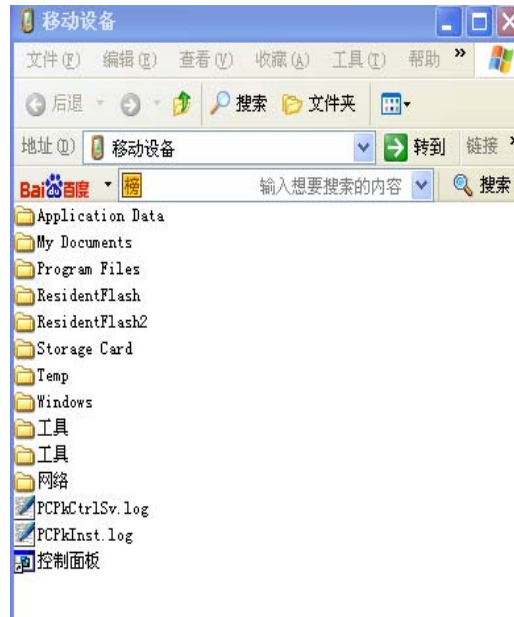 移动设备
文件(F) 编辑(E) 查看(V) 收藏(A) 工具(T) 帮助 »
后退 搜索 文件夹
地址(D) 移动设备 转到 链接
Bai百度 榜 输入想要搜索的内容 搜索
Application Data
My Documents
Program Files
ResidentFlash
ResidentFlash2
Storage Card
Temp
Windows
工具
工具
网络
PCPkCtrlSv.log
PCPkInst.log
控制面板